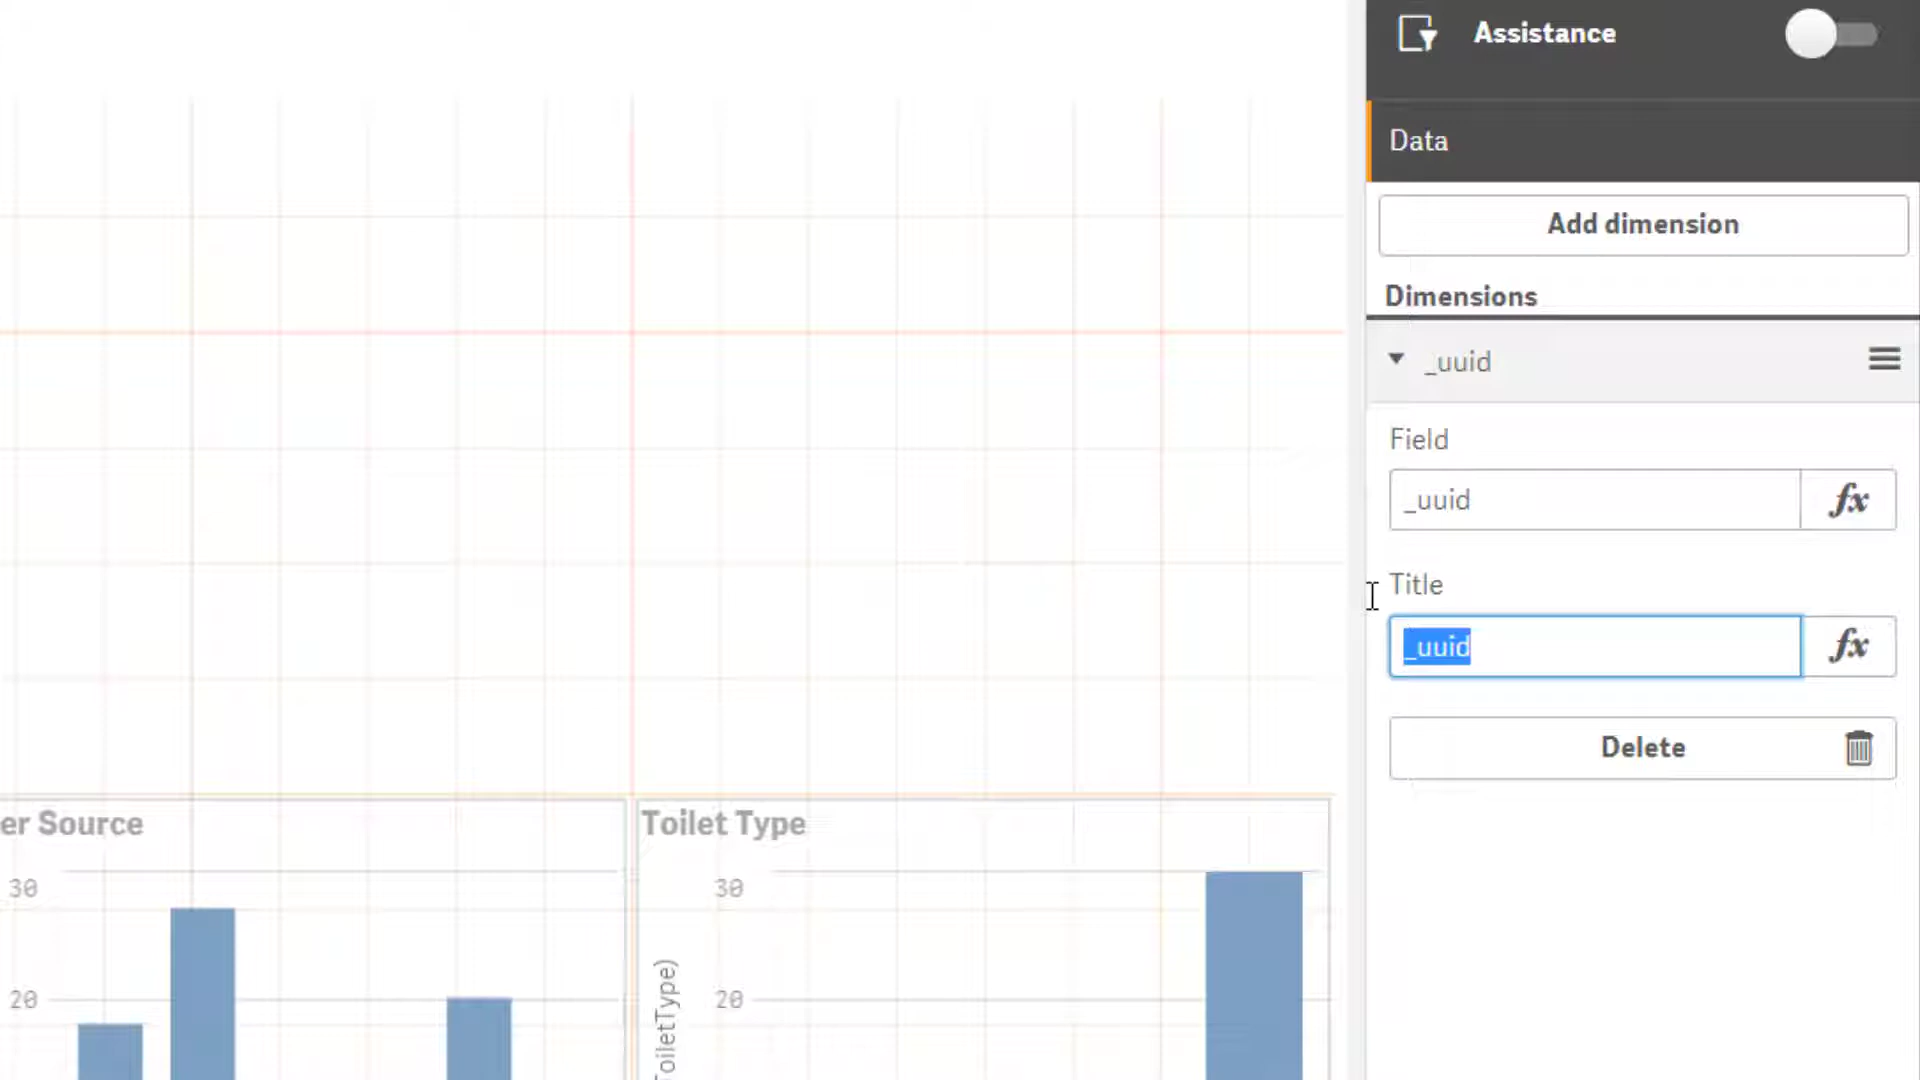 Assistance
Data
Add dimension
Dimensions
_uuid
Field
_uuid
fx
Title
_uuid
fx
Delete
er Source
30
20
Toilet Type
30
20
ToiletType)